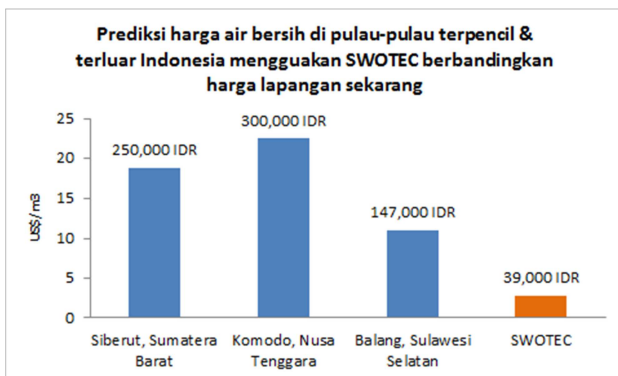 Prediksi harga air bersih di pulau-pulau terpencil &
terluar Indonesia mengguakan SWOTEC berbandingkan
harga lapangan sekarang
US$/m3
25
20
15
10
5
0
250,000 IDR
300,000 IDR
147,000 IDR
39,000 IDR
Siberut, Sumatera
Barat
Komodo, Nusa
Tenggara
Balang, Sulawesi
Selatan
SWOTEC